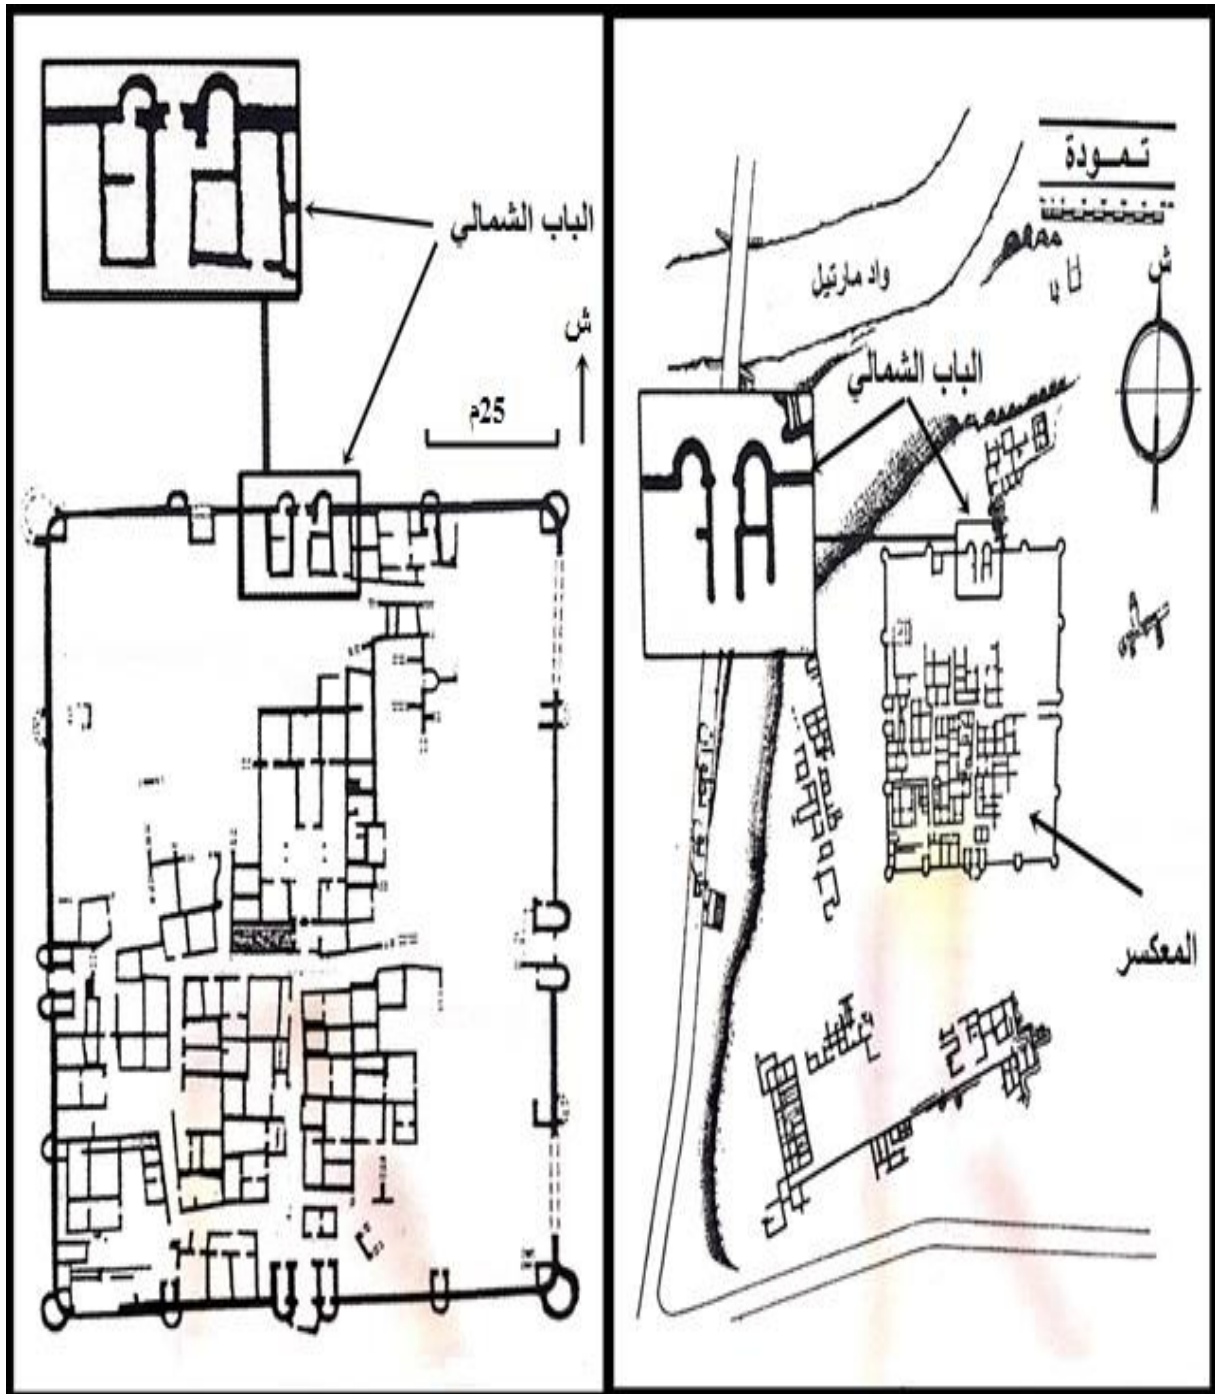 الباب الشمالي
ش
25م
تمودة
ش
واد مارتيل
الباب الشمالي
المعكسر